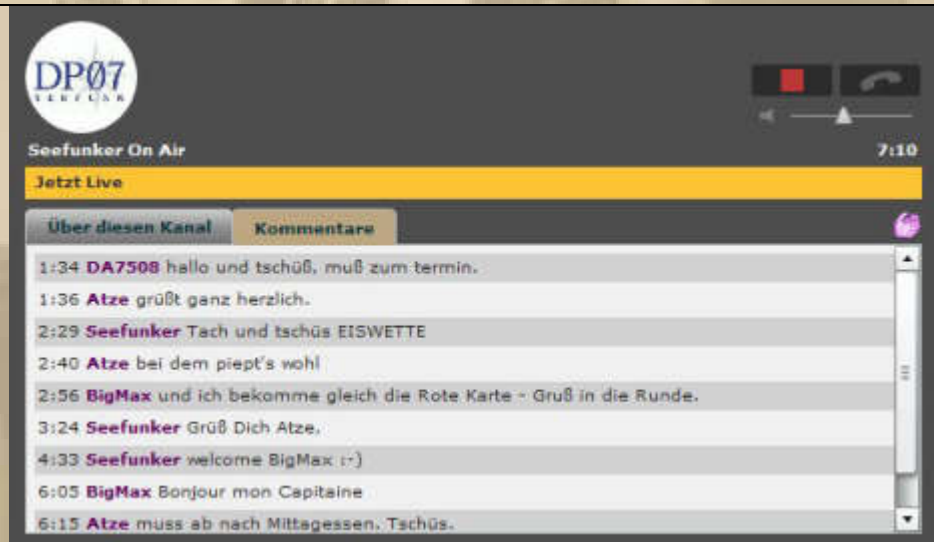 DP07
SEEFUNK
Seefunker On Air
7:10
Jetzt Live
Über diesen Kanal
Kommentare
1:34 DA7508 hallo und tschüß, muß zum termin.
1:36 Atze grüßt ganz herzlich.
2:29 Seefunker Tach und tschüs EISWETTE
2:40 Atze bei dem piept's wohl
2:56 BigMax und ich bekomme gleich die Rote Karte - Gruß in die Runde.
3:24 Seefunker Grüß Dich Atze,
4:33 Seefunker welcome BigMax :-)
6:05 BigMax Bonjour mon Capitaine
6:15 Atze muss ab nach Mittagessen. Tschüs.